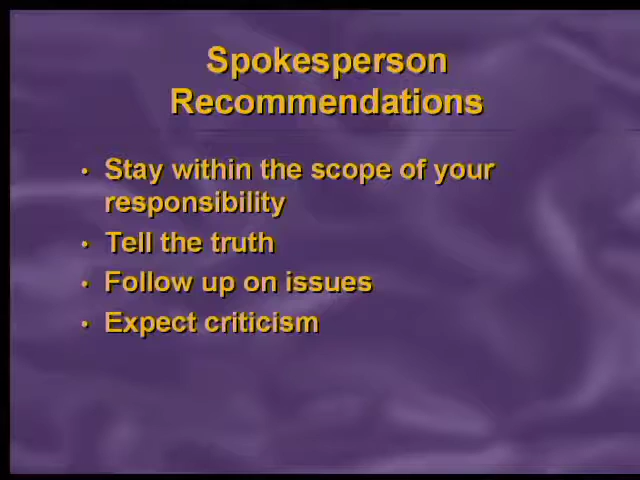 Spokesperson
Recommendations
• Stay within the scope of your
responsibility
• Tell the truth
• Follow up on issues
• Expect criticism